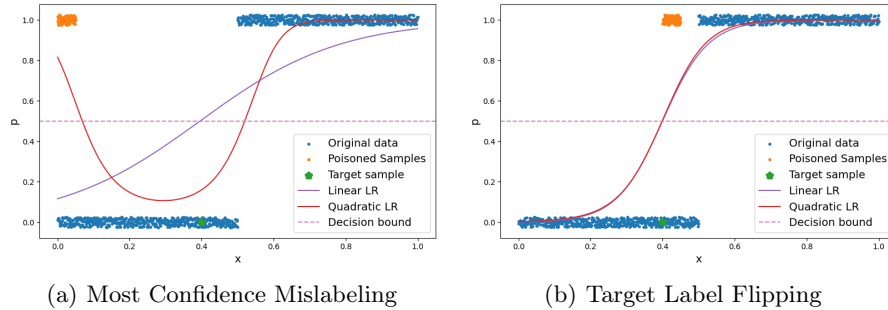 1.0
0.8
0.6
0.4
0.2
0.0
p
0.0 0.2 0.4 0.6 0.8 1.0
x
Original data
Poisoned Samples
Target sample
Linear LR
Quadratic LR
Decision bound
(a) Most Confidence Mislabeling
1.0
0.8
0.6
0.4
0.2
0.0
p
0.0 0.2 0.4 0.6 0.8 1.0
x
Original data
Poisoned Samples
Target sample
Linear LR
Quadratic LR
Decision bound
(b) Target Label Flipping